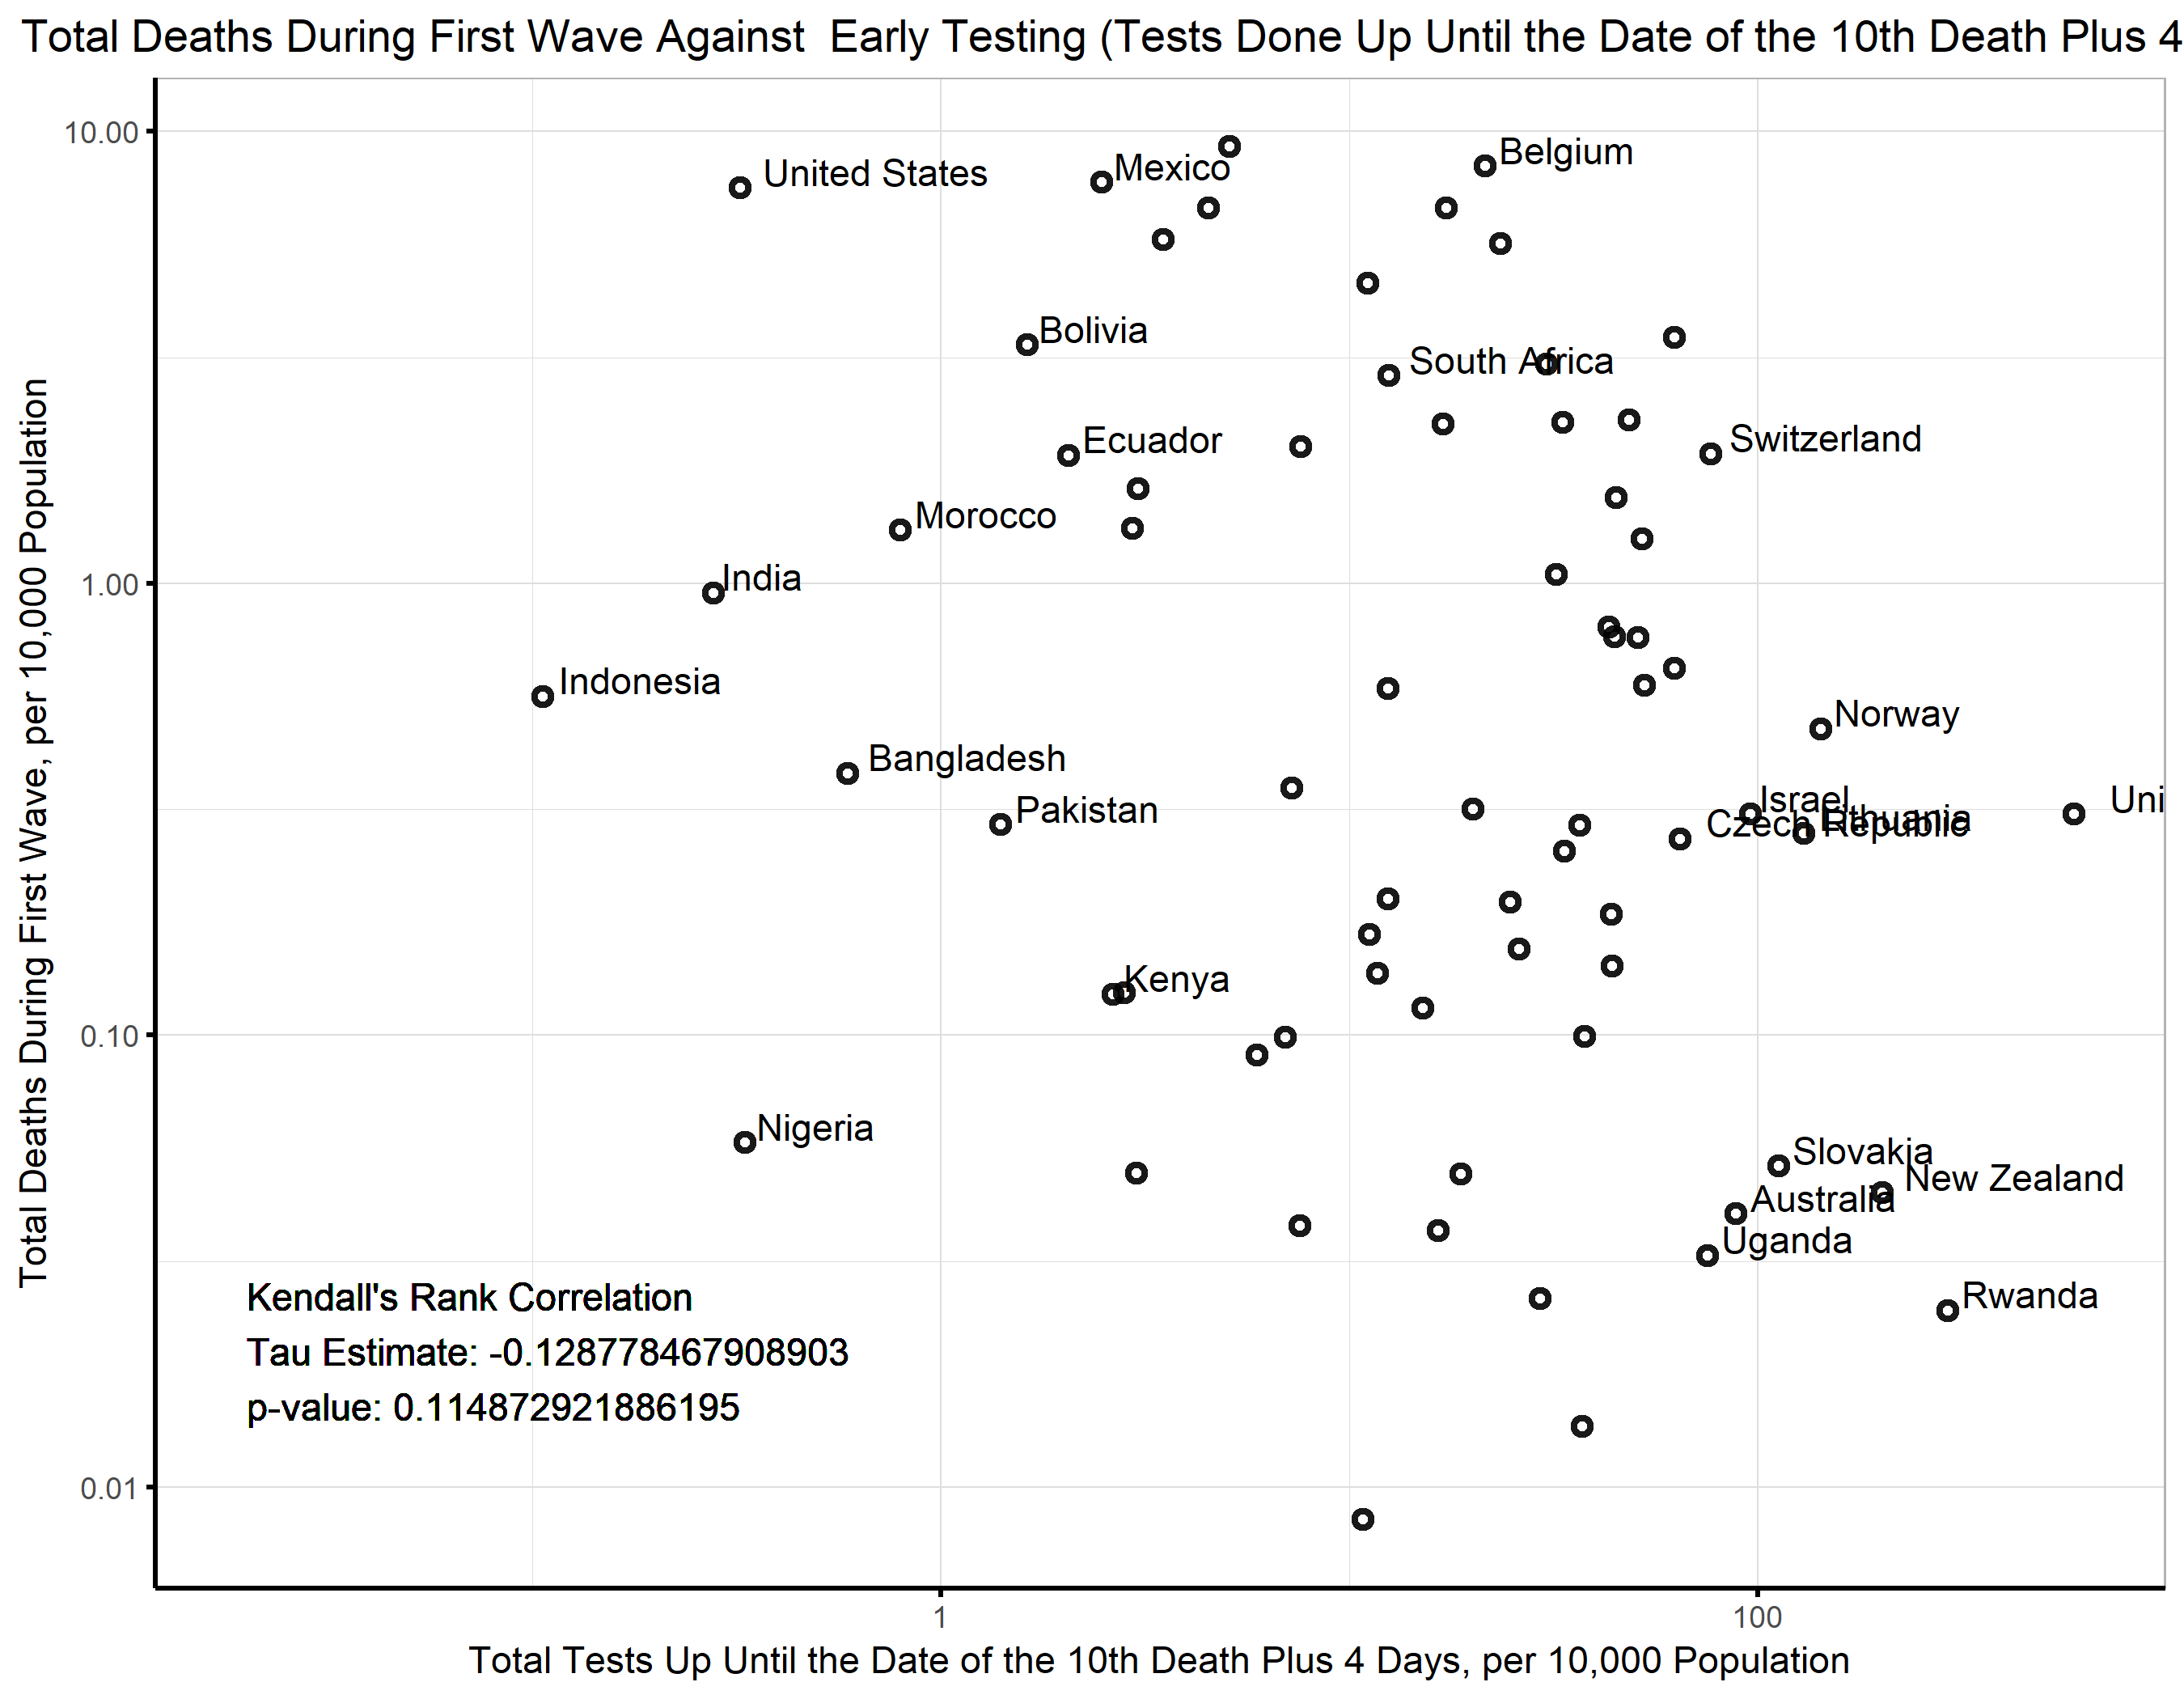 Total Deaths During First Wave Against  Early Testing (Tests Done Up Until the Date of the 10th Death Plus 4
10.00
1.00
0.10
0.01
Total Deaths During First Wave, per 10,000 Population
United States
Mexico
Belgium
Bolivia
South Africa
Ecuador
Switzerland
Morocco
India
Indonesia
Norway
Bangladesh
Pakistan
Israel
Uni
Lithuania
Czech Republic
Kenya
Nigeria
Slovakia
New Zealand
Australia
Uganda
Rwanda
Kendall's Rank Correlation
Tau Estimate: -0.128778467908903
p-value: 0.114872921886195
1
100
Total Tests Up Until the Date of the 10th Death Plus 4 Days, per 10,000 Population